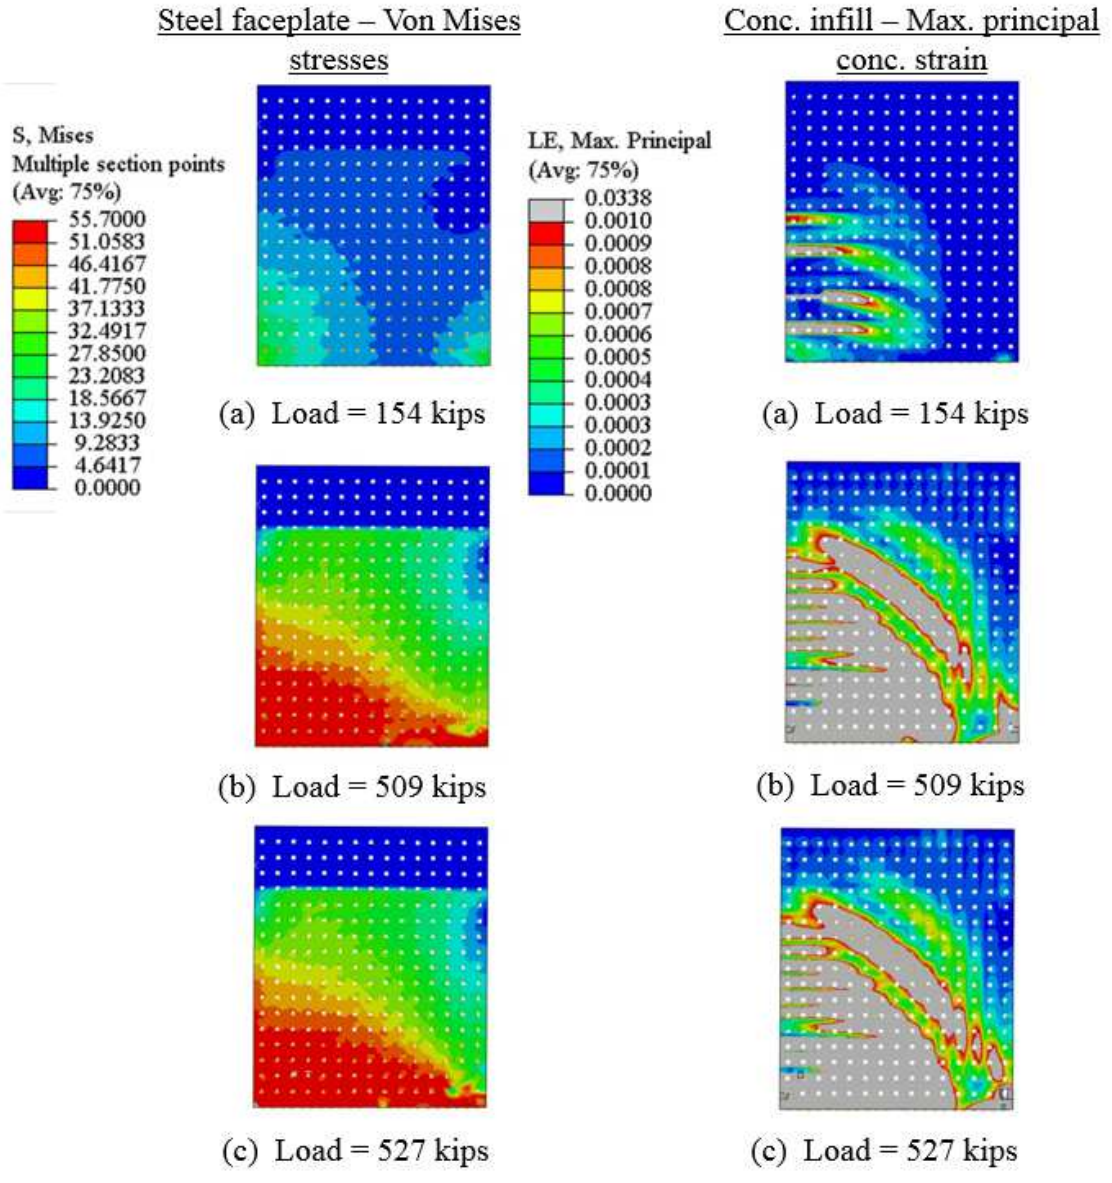 Steel faceplate – Von Mises
stresses
Conc. infill – Max. principal
conc. strain
S, Mises
Multiple section points
(Avg: 75%)
55.7000
51.0583
46.4167
41.7750
37.1333
32.4917
27.8500
23.2083
18.5667
13.9250
9.2833
4.6417
0.0000
LE, Max. Principal
(Avg: 75%)
0.0338
0.0010
0.0009
0.0008
0.0008
0.0007
0.0006
0.0005
0.0004
0.0003
0.0003
0.0002
0.0001
0.0000
(a) Load = 154 kips
(a) Load = 154 kips
(b) Load = 509 kips
(b) Load = 509 kips
(c) Load = 527 kips
(c) Load = 527 kips